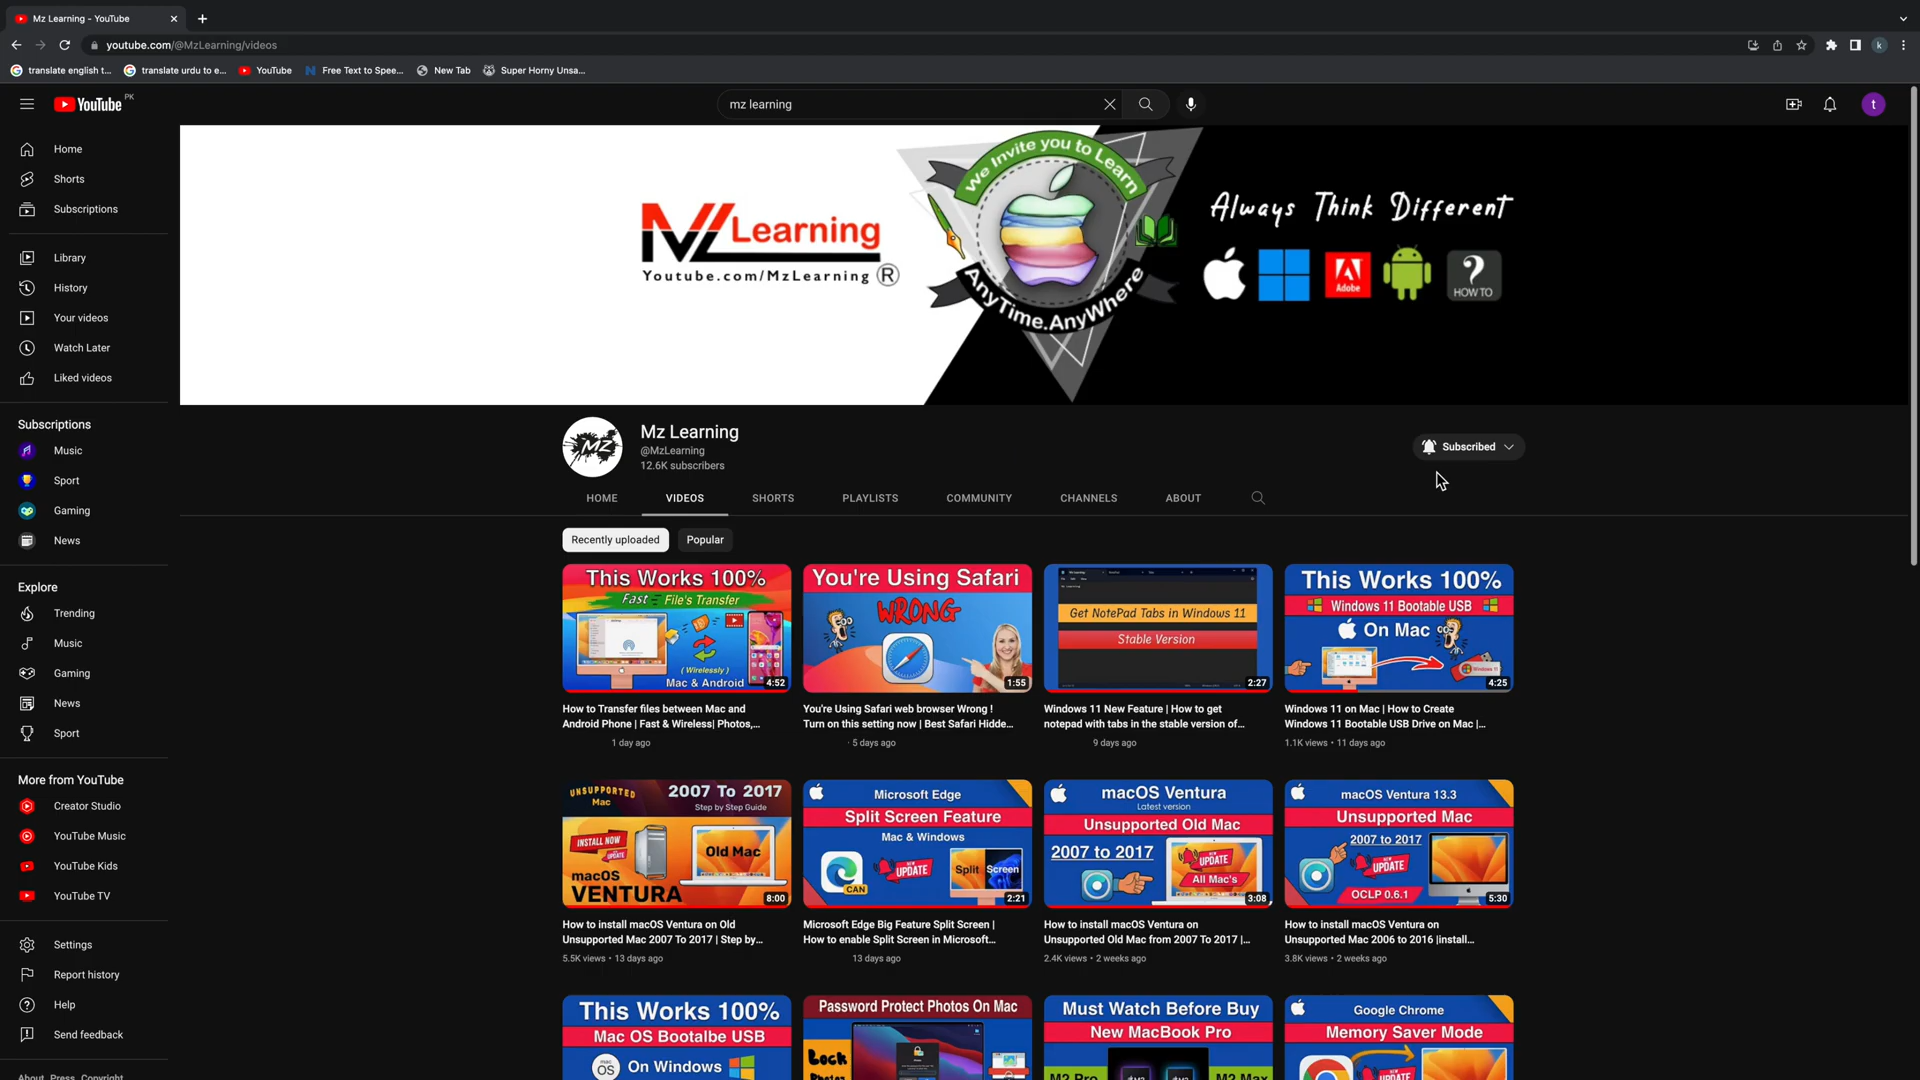 Mz Learning - YouTube
youtube.com/@MzLearning/videos
translate english t...
translate urdu to e...
YouTube
Free Text to Spee...
New Tab
Super Horny Unsa...
YouTube PK
mz learning
t
k
Home
Shorts
Subscriptions
Library
History
Your videos
Watch Later
Liked videos
Subscriptions
Music
Sport
Gaming
News
Explore
Trending
Music
Gaming
News
Sport
More from YouTube
Creator Studio
YouTube Music
YouTube Kids
YouTube TV
Settings
Report history
Help
Send feedback
About Press Copyright
MZ Learning
Youtube.com/MzLearning ®
We Invite you to Learn
AnyTime.AnyWhere
Always Think Different
Adobe
?
HOW TO
MZ
Mz Learning
@MzLearning
12.6K subscribers
Subscribed
HOME
VIDEOS
SHORTS
PLAYLISTS
COMMUNITY
CHANNELS
ABOUT
Recently uploaded
Popular
This Works 100%
Fast File's Transfer
(Wirelessly)
Mac & Android
4:52
How to Transfer files between Mac and
Android Phone | Fast & Wireless| Photos,...
1 day ago
You're Using Safari
WRONG
1:55
You're Using Safari web browser Wrong !
Turn on this setting now | Best Safari Hidde...
· 5 days ago
Get NotePad Tabs in Windows 11
Stable Version
2:27
Windows 11 New Feature | How to get
notepad with tabs in the stable version of...
9 days ago
This Works 100%
Windows 11 Bootable USB
On Mac
Windows 11
4:25
Windows 11 on Mac | How to Create
Windows 11 Bootable USB Drive on Mac |...
1.1K views • 11 days ago
UNSUPPORTED
Mac
2007 To 2017
Step by Step Guide
INSTALL NOW
UPDATE
Old Mac
macOS
VENTURA
8:00
How to install macOS Ventura on Old
Unsupported Mac 2007 To 2017 | Step by...
5.5K views • 13 days ago
Microsoft Edge
Split Screen Feature
Mac & Windows
CAN
NEW
UPDATE
Split Screen
2:21
Microsoft Edge Big Feature Split Screen |
How to enable Split Screen in Microsoft...
13 days ago
macOS Ventura
Latest version
Unsupported Old Mac
2007 to 2017
NEW
UPDATE
All Mac's
3:08
How to install macOS Ventura on
Unsupported Old Mac from 2007 To 2017 |...
2.4K views • 2 weeks ago
macOS Ventura 13.3
Unsupported Mac
2007 to 2017
NEW
UPDATE
OCLP 0.6.1
5:30
How to install macOS Ventura on
Unsupported Mac 2006 to 2016 |install...
3.8K views • 2 weeks ago
This Works 100%
Mac OS Bootalbe USB
mac
OS
On Windows
Password Protect Photos On Mac
Lock
Photos
Must Watch Before Buy
New MacBook Pro
M2 Pro
M2 Max
Google Chrome
Memory Saver Mode
UPDATE